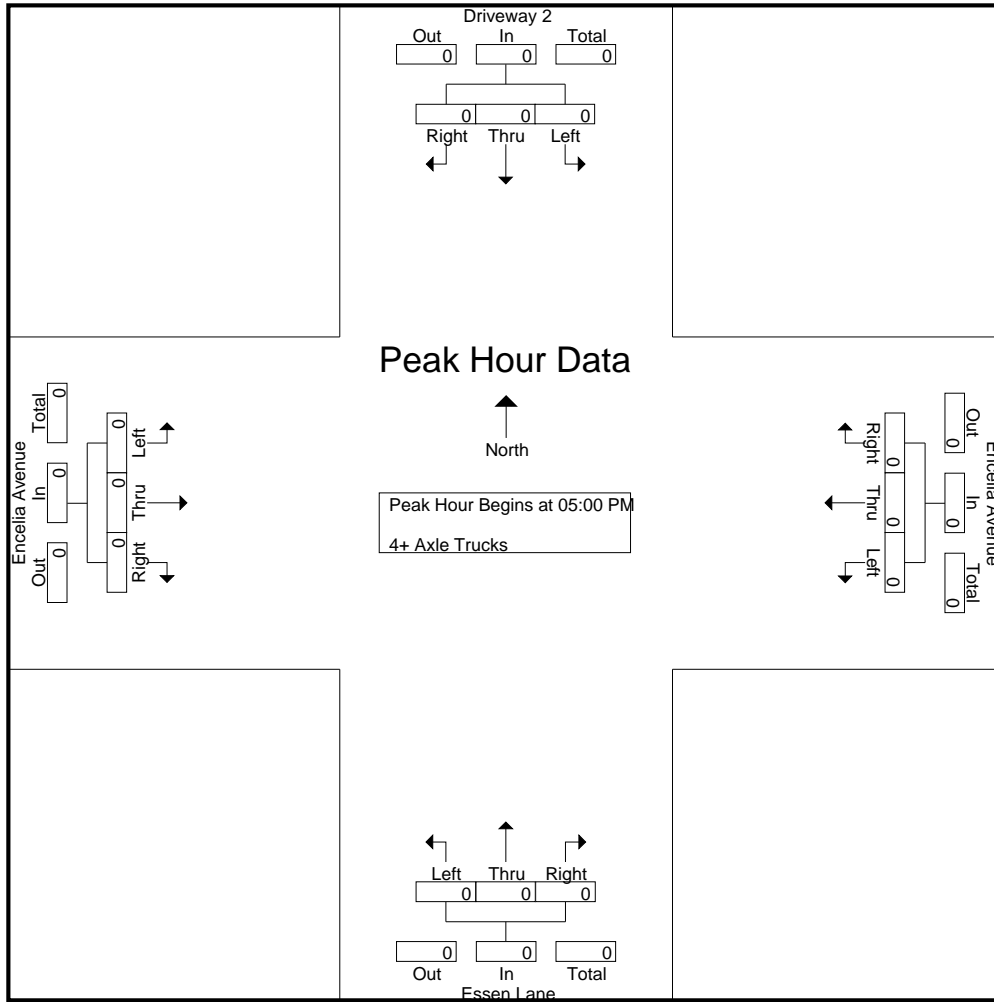 Driveway 2
Out In Total
0 0 0
0 0 0
Right Thru Left
Peak Hour Data
North
Peak Hour Begins at 05:00 PM
4+ Axle Trucks
Encelia Avenue
Out In Total
0 0 0
0 0 0
Right Thru Left
Encelia Avenue
Out In Total
0 0 0
0 0 0
Right Thru Left
Left Thru Right
0 0 0
0 0 0
Out In Total
Essen Lane